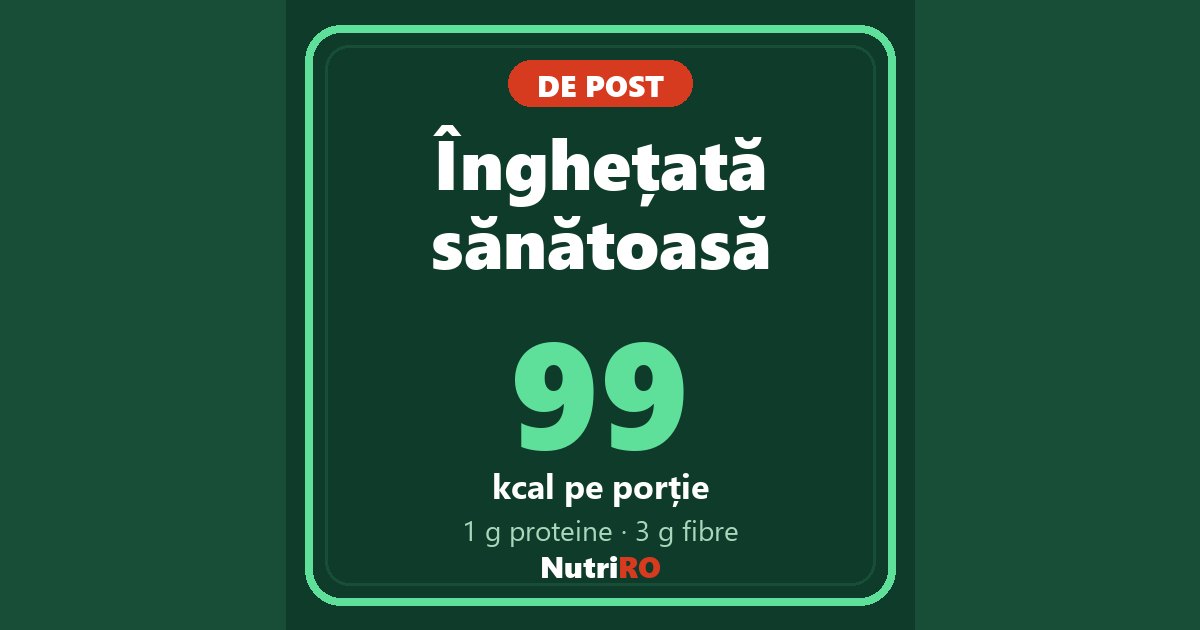 DE POST
Înghețată
sănătoasă
99
kcal pe porție
1 g proteine · 3 g fibre
NutriRO